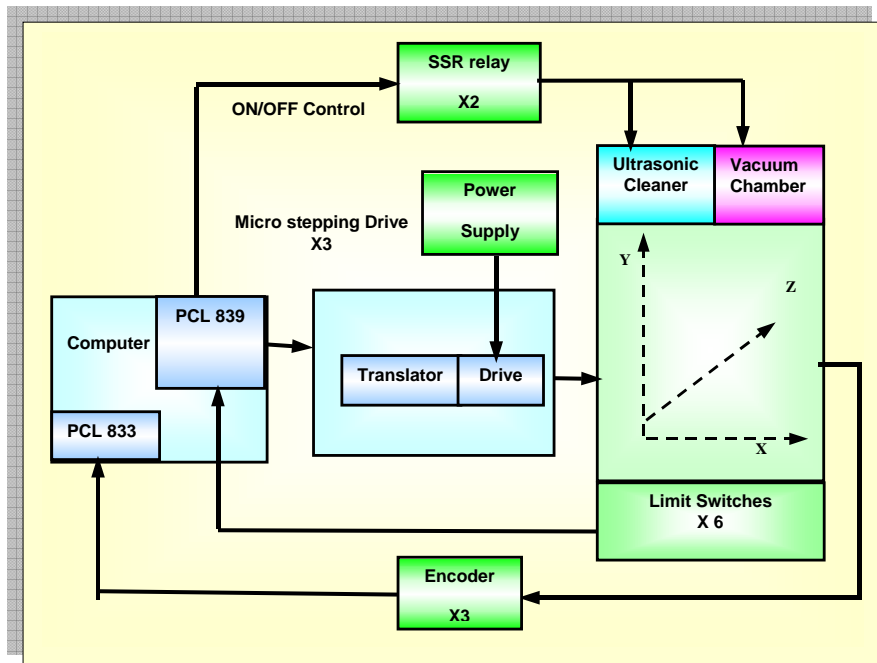 SSR relay
X2
ON/OFF Control
Ultrasonic
Cleaner
Vacuum
Chamber
Power
Supply
Micro stepping Drive
X3
Y
Z
X
PCL 839
Computer
Translator
Drive
PCL 833
Limit Switches
X 6
Encoder
X3